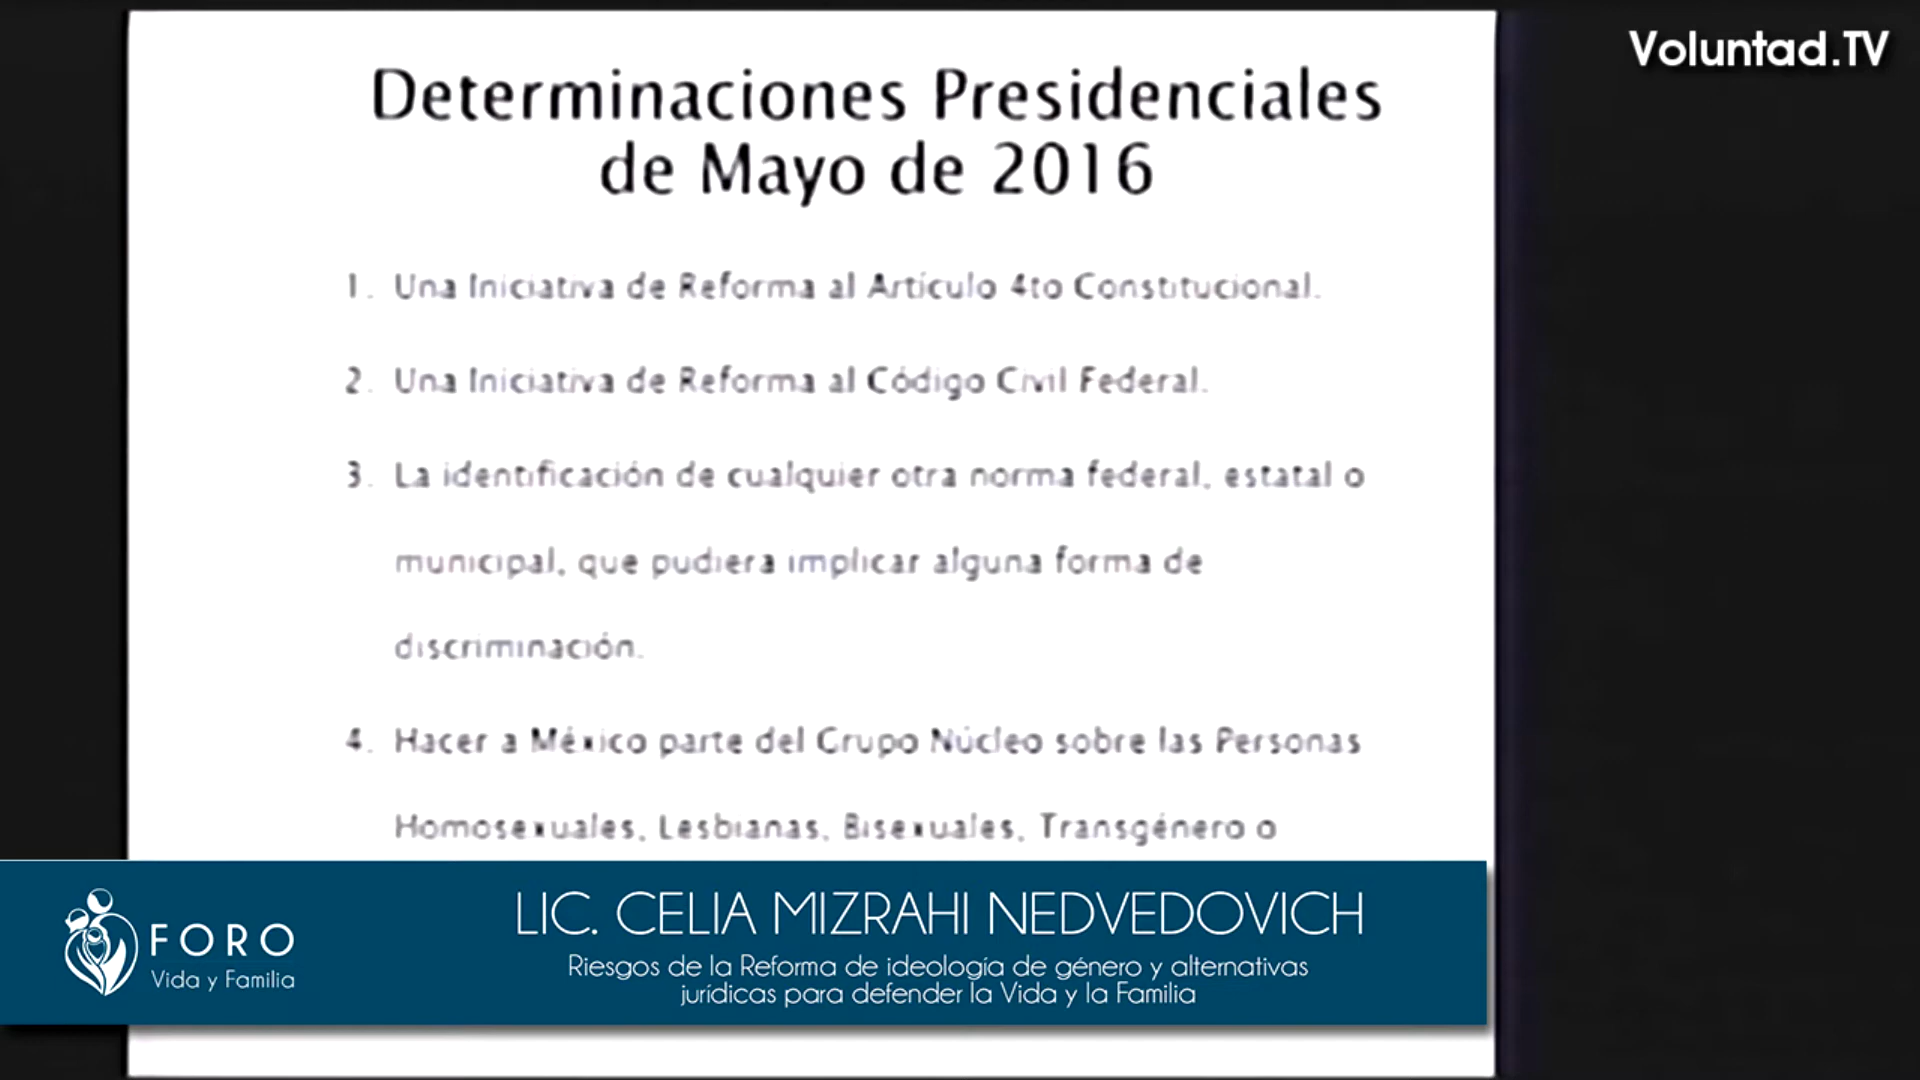 Voluntad.TV
Determinaciones Presidenciales
de Mayo de 2016
1. Una Iniciativa de Reforma al Artículo 4to Constitucional.
2. Una Iniciativa de Reforma al Código Civil Federal.
3. La identificación de cualquier otra norma federal, estatal o
municipal, que pudiera implicar alguna forma de
discriminación.
4. Hacer a México parte del Grupo Núcleo sobre las Personas
Homosexuales, Lesbianas, Bisexuales, Transgénero o
FORO
Vida y Familia
LIC. CELIA MIZRAHI NEDVEDOVICH
Riesgos de la Reforma de ideología de género y alternativas
jurídicas para defender la Vida y la Familia